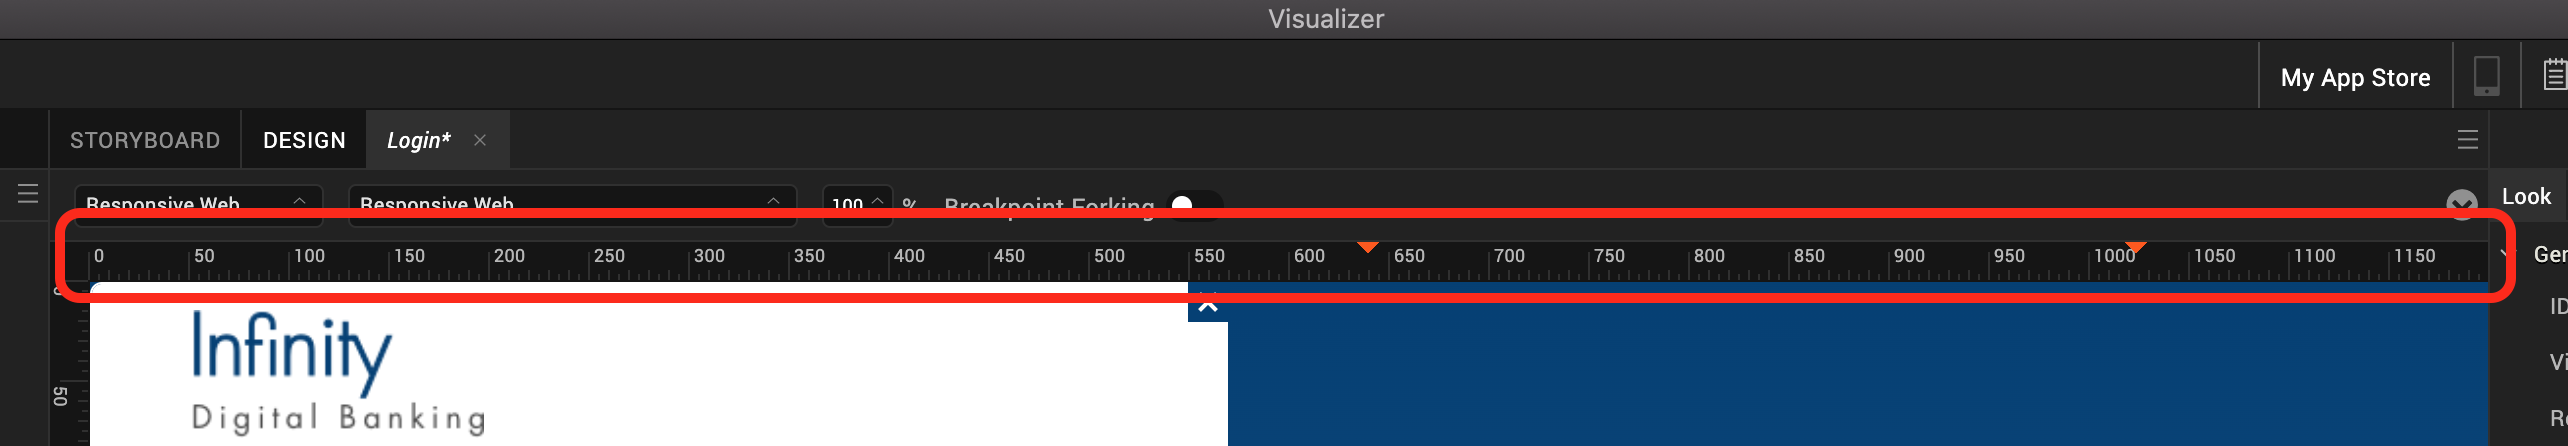 Visualizer
My App Store
STORYBOARD DESIGN Login*
Responsive Web Responsive Web 100 % Breakpoint Forking
Look
0 50 100 150 200 250 300 350 400 450 500 550 600 650 700 750 800 850 900 950 1000 1050 1100 1150
Ger
ID
Infinity
Vi
50
Digital Banking